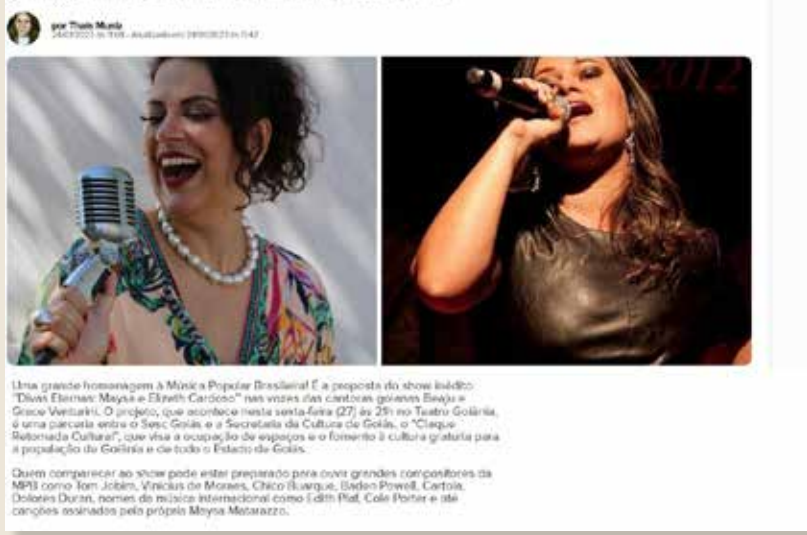 por Thais Muniz
Uma grande homenagem à Música Popular Brasileira! É a proposta do show inédito
"Divas Eternas: Maysa e Elizeth Cardoso" nas vozes das cantoras goianas Beaju e
Grace Venturini. O projeto, que acontece nesta sexta-feira (27) às 21h no Teatro Goiânia,
é uma parceria entre o Sesc Goiás e a Secretaria da Cultura de Goiás, o "Claque
Retomada Cultural", que visa a ocupação de espaços e o fomento à cultura gratuita para
a população de Goiânia e de todo o Estado de Goiás.
Quem comparecer ao show pode estar preparado para ouvir grandes compositores da
MPB como Tom Jobim, Vinicius de Moraes, Chico Buarque, Baden Powell, Cartola,
Dolores Duran, nomes da música internacional como Edith Piaf, Cole Porter e até
canções assinadas pela própria Maysa Matarazzo.
2012